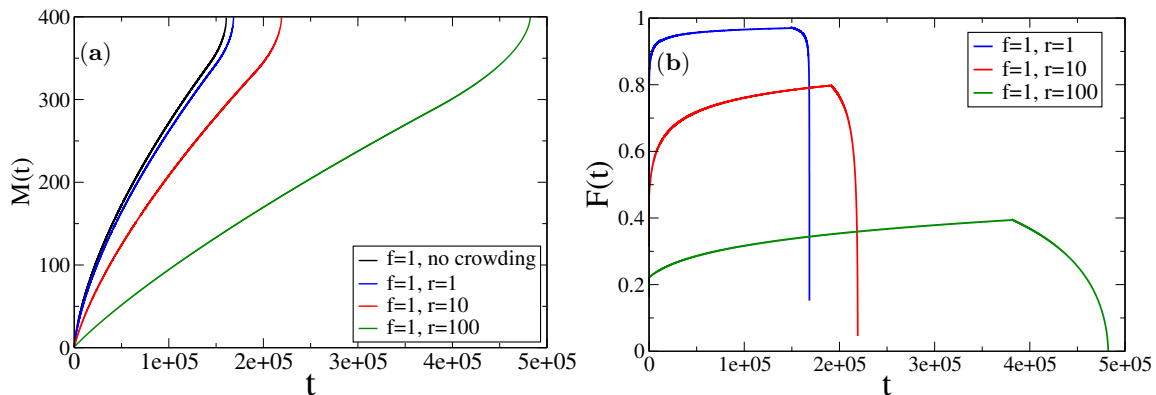 (a)
M(t)
400
300
200
100
0
f=1, no crowding
f=1, r=1
f=1, r=10
f=1, r=100
0
1e+05
2e+05
3e+05
4e+05
5e+05
t
(b)
F(t)
1
0.8
0.6
0.4
0.2
0
f=1, r=1
f=1, r=10
f=1, r=100
0
1e+05
2e+05
3e+05
4e+05
5e+05
t